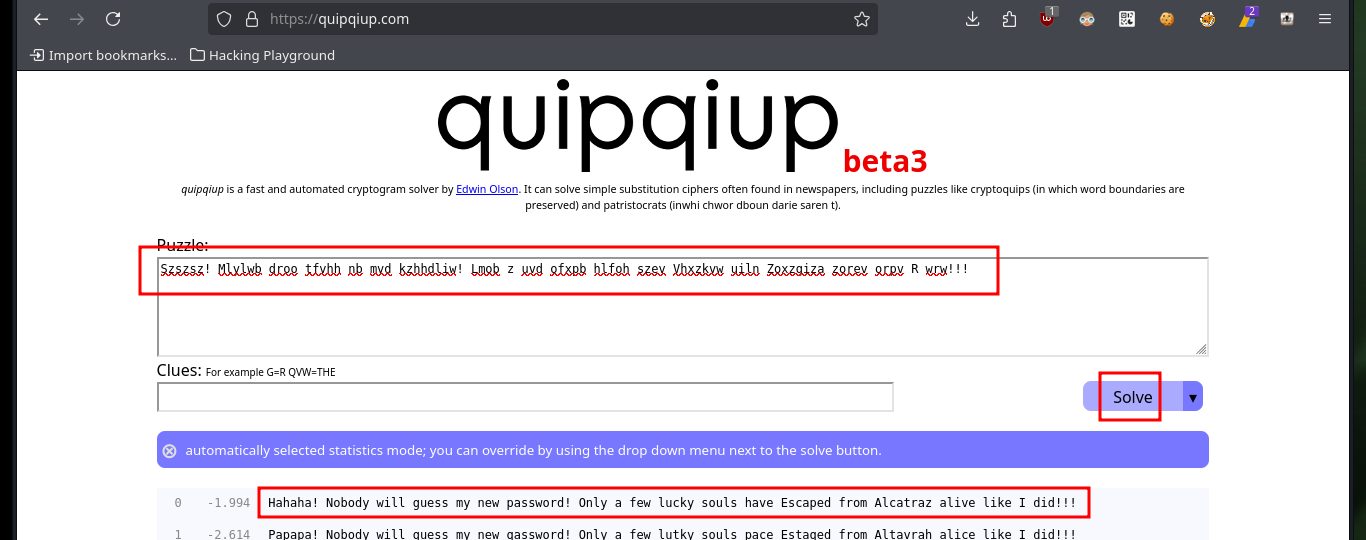 https://quipqiup.com
1
2
Import bookmarks... Hacking Playground
quipqiup beta3
quipqiup is a fast and automated cryptogram solver by Edwin Olson. It can solve simple substitution ciphers often found in newspapers, including puzzles like cryptoquips (in which word boundaries are
preserved) and patristocrats (inwhi chwor dboun darie saren t).
Puzzle:
Szszsz! Mlylwb droo tfvhh nb mvd kzhhdliw! Lmob z uvd ofxpb hlfoh szev Vhxzkvw uiln Zoxzgiza zorev orpv R wrw!!!
Clues: For example G=R QVW=THE
Solve ▼
automatically selected statistics mode; you can override by using the drop down menu next to the solve button.
0 -1.994 Hahaha! Nobody will guess my new password! Only a few lucky souls have Escaped from Alcatraz alive like I did!!!
1 -2.614 Papapa! Nobody will guess my new qassword! Only a few lutky souls pace Estaqed from Altavrah alice like I did!!!